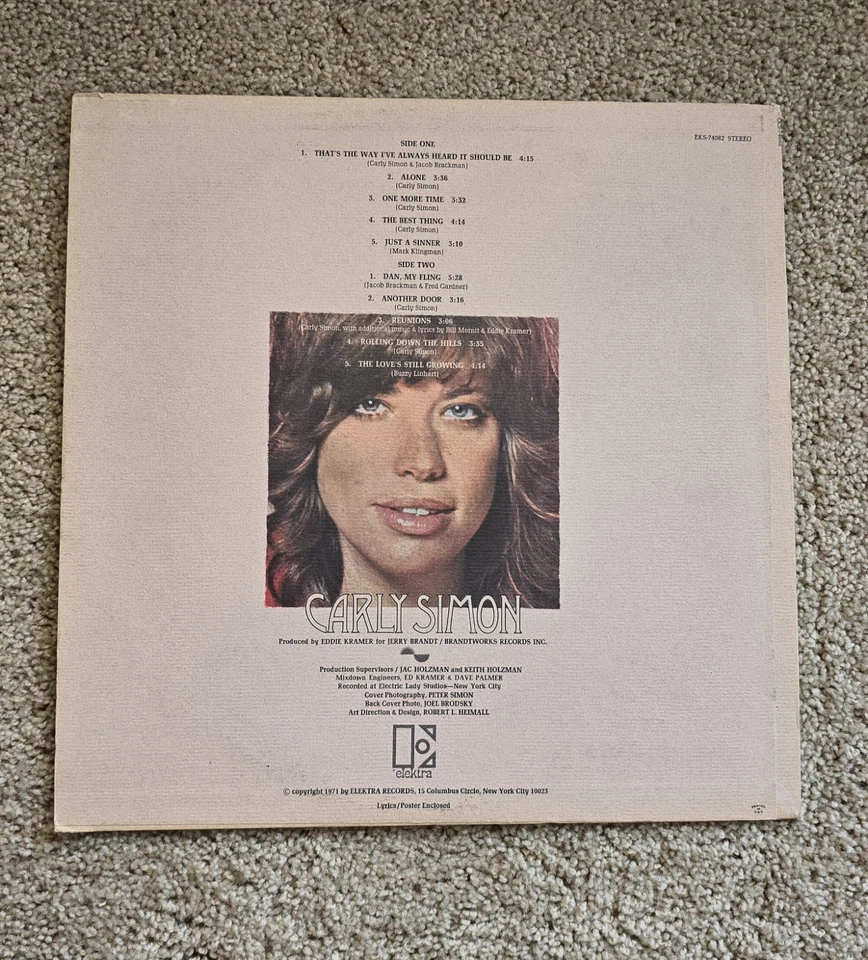 EKS-74082 STEREO
SIDE ONE
1. THAT'S THE WAY I'VE ALWAYS HEARD IT SHOULD BE 4:15
(Carly Simon & Jacob Brackman)
2. ALONE 3:36
(Carly Simon)
3. ONE MORE TIME 3:32
(Carly Simon)
4. THE BEST THING 4:14
(Carly Simon)
5. JUST A SINNER 3:10
(Mark Klingman)
SIDE TWO
1. DAN, MY FLING 5:28
(Jacob Brackman & Fred Gardner)
2. ANOTHER DOOR 3:16
(Carly Simon)
3. REUNIONS 3:06
(Carly Simon, with additional music & lyrics by Bill Mernit & Eddie Kramer)
4. ROLLING DOWN THE HILLS 3:35
(Carly Simon)
5. THE LOVE'S STILL GROWING 4:14
(Buzzy Linhart)
CARLY SIMON
Produced by EDDIE KRAMER for JERRY BRANDT / BRANDTWORKS RECORDS INC.
Production Supervisors / JAC HOLZMAN and KEITH HOLZMAN
Mixdown Engineers, ED KRAMER & DAVE PALMER
Recorded at Electric Lady Studios—New York City
Cover Photography, PETER SIMON
Back Cover Photo, JOEL BRODSKY
Art Direction & Design, ROBERT L. HEIMALL
elektra
© copyright 1971 by ELEKTRA RECORDS, 15 Columbus Circle, New York City 10023
Lyrics/Poster Enclosed